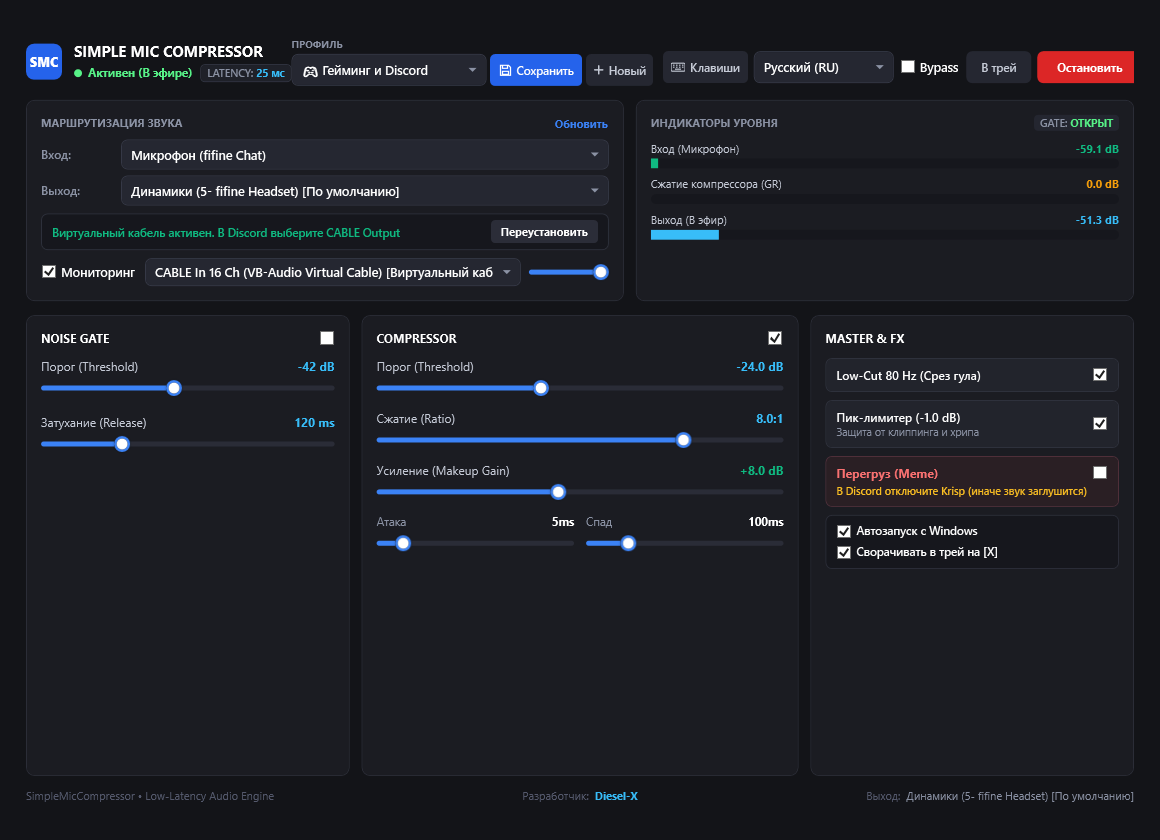 SMC
SIMPLE MIC COMPRESSOR
Активен (В эфире)
LATENCY: 25 мс
ПРОФИЛЬ
Гейминг и Discord
Сохранить
+ Новый
Клавиши
Русский (RU)
Bypass
В трей
Остановить
МАРШРУТИЗАЦИЯ ЗВУКА
Обновить
Вход:
Микрофон (fifine Chat)
Выход:
Динамики (5- fifine Headset) [По умолчанию]
Виртуальный кабель активен. В Discord выберите CABLE Output
Переустановить
Мониторинг
CABLE In 16 Ch (VB-Audio Virtual Cable) [Виртуальный каб
ИНДИКАТОРЫ УРОВНЯ
GATE: ОТКРЫТ
Вход (Микрофон)
-59.1 dB
Сжатие компрессора (GR)
0.0 dB
Выход (В эфир)
-51.3 dB
NOISE GATE
Порог (Threshold)
-42 dB
Затухание (Release)
120 ms
COMPRESSOR
Порог (Threshold)
-24.0 dB
Сжатие (Ratio)
8.0:1
Усиление (Makeup Gain)
+8.0 dB
Атака
5ms
Спад
100ms
MASTER & FX
Low-Cut 80 Hz (Срез гула)
Пик-лимитер (-1.0 dB)
Защита от клиппинга и хрипа
Перегруз (Meme)
В Discord отключите Krisp (иначе звук заглушится)
Автозапуск с Windows
Сворачивать в трей на [X]
SimpleMicCompressor • Low-Latency Audio Engine
Разработчик: Diesel-X
Выход: Динамики (5- fifine Headset) [По умолчанию]